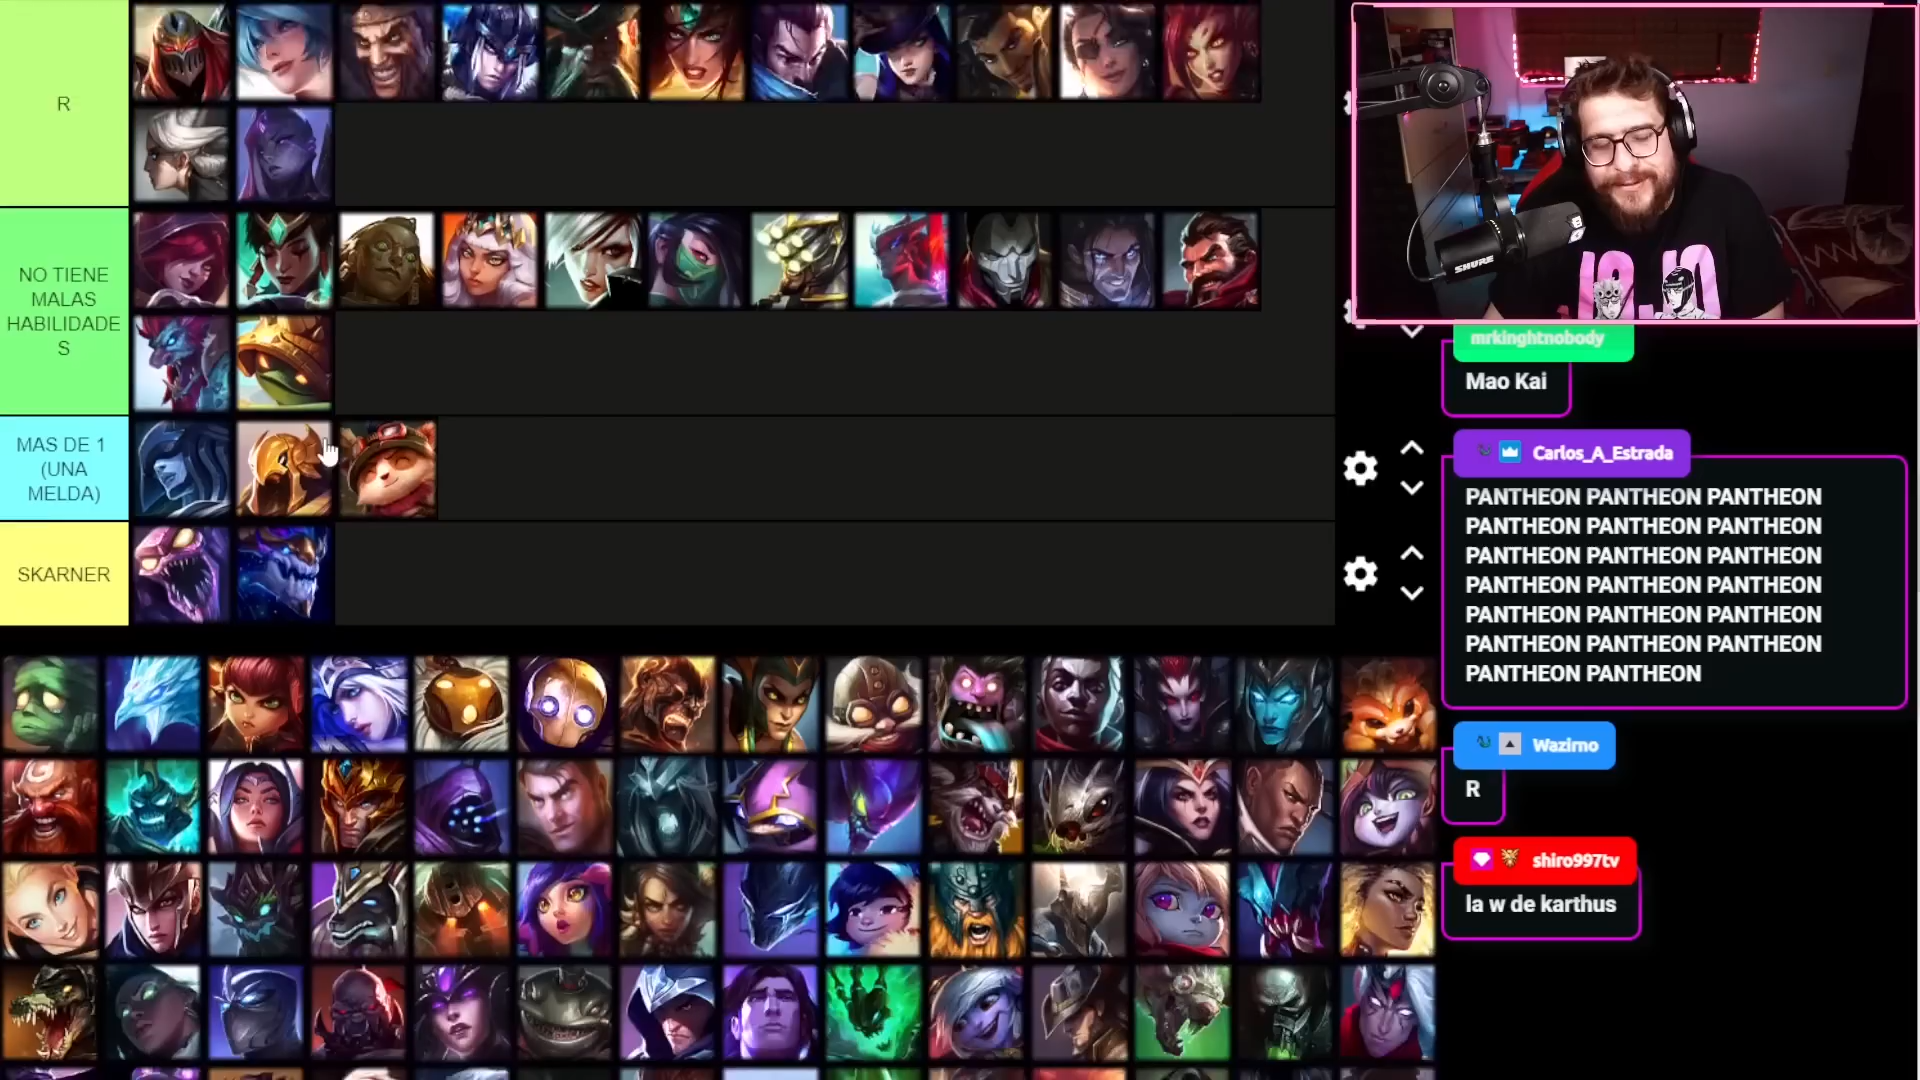 R
NO TIENE
MALAS
HABILIDADE
S
MAS DE 1
(UNA
MELDA)
SKARNER
SHURE
mrkinghtnobody
Mao Kai
Carlos_A_Estrada
PANTHEON PANTHEON PANTHEON
PANTHEON PANTHEON PANTHEON
PANTHEON PANTHEON PANTHEON
PANTHEON PANTHEON PANTHEON
PANTHEON PANTHEON PANTHEON
PANTHEON PANTHEON PANTHEON
PANTHEON PANTHEON
Wazirno
R
shiro997tv
la w de karthus